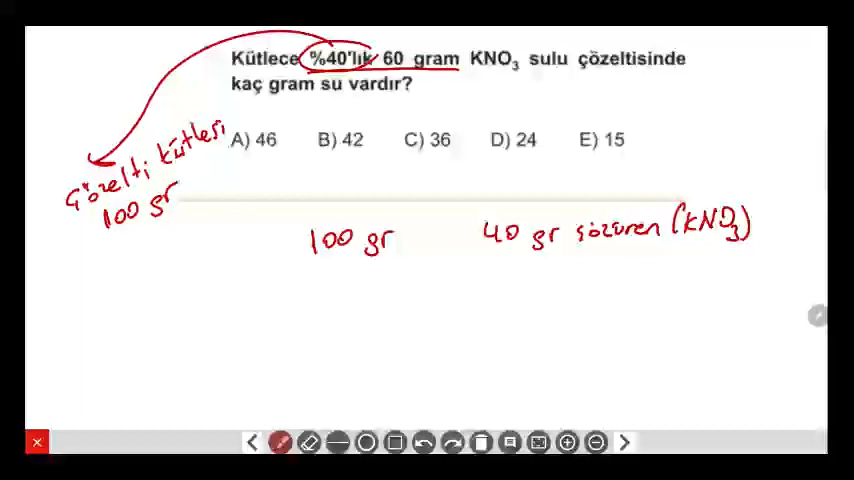 Kütlece %40'lık 60 gram KNO₃ sulu çözeltisinde
kaç gram su vardır?
A) 46 B) 42 C) 36 D) 24 E) 15
Çözelti kütlesi
100 gr
100 gr 40 gr çözünen (KNO₃)